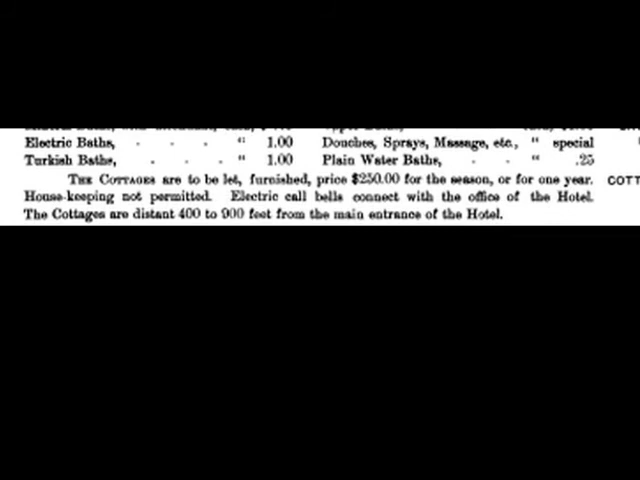 Electric Baths, . . . " 1.00 Douches, Sprays, Massage, etc., " special
Turkish Baths, . . . " 1.00 Plain Water Baths, . . " .25
THE COTTAGES are to be let, furnished, price $250.00 for the season, or for one year. COTT
House-keeping not permitted. Electric call bells connect with the office of the Hotel.
The Cottages are distant 400 to 900 feet from the main entrance of the Hotel.